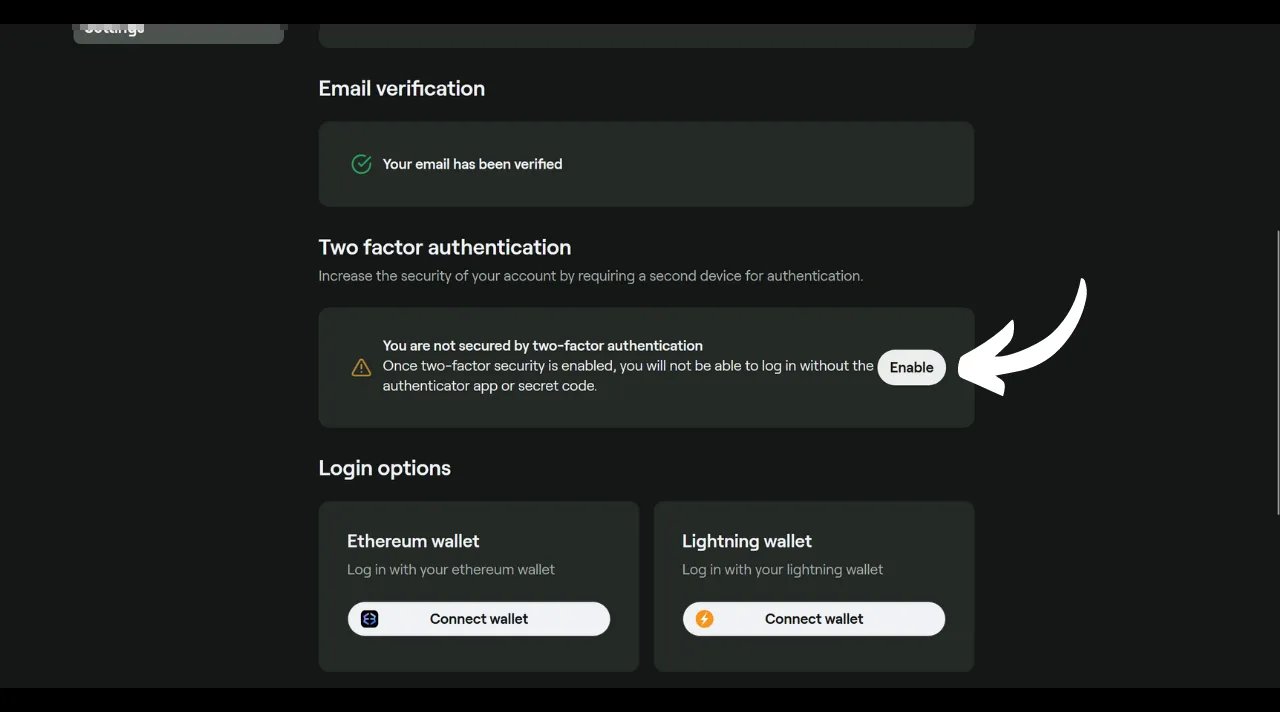 Settings
Email verification
Your email has been verified
Two factor authentication
Increase the security of your account by requiring a second device for authentication.
You are not secured by two-factor authentication
Once two-factor security is enabled, you will not be able to log in without the
authenticator app or secret code.
Enable
Login options
Ethereum wallet
Log in with your ethereum wallet
Connect wallet
Lightning wallet
Log in with your lightning wallet
Connect wallet